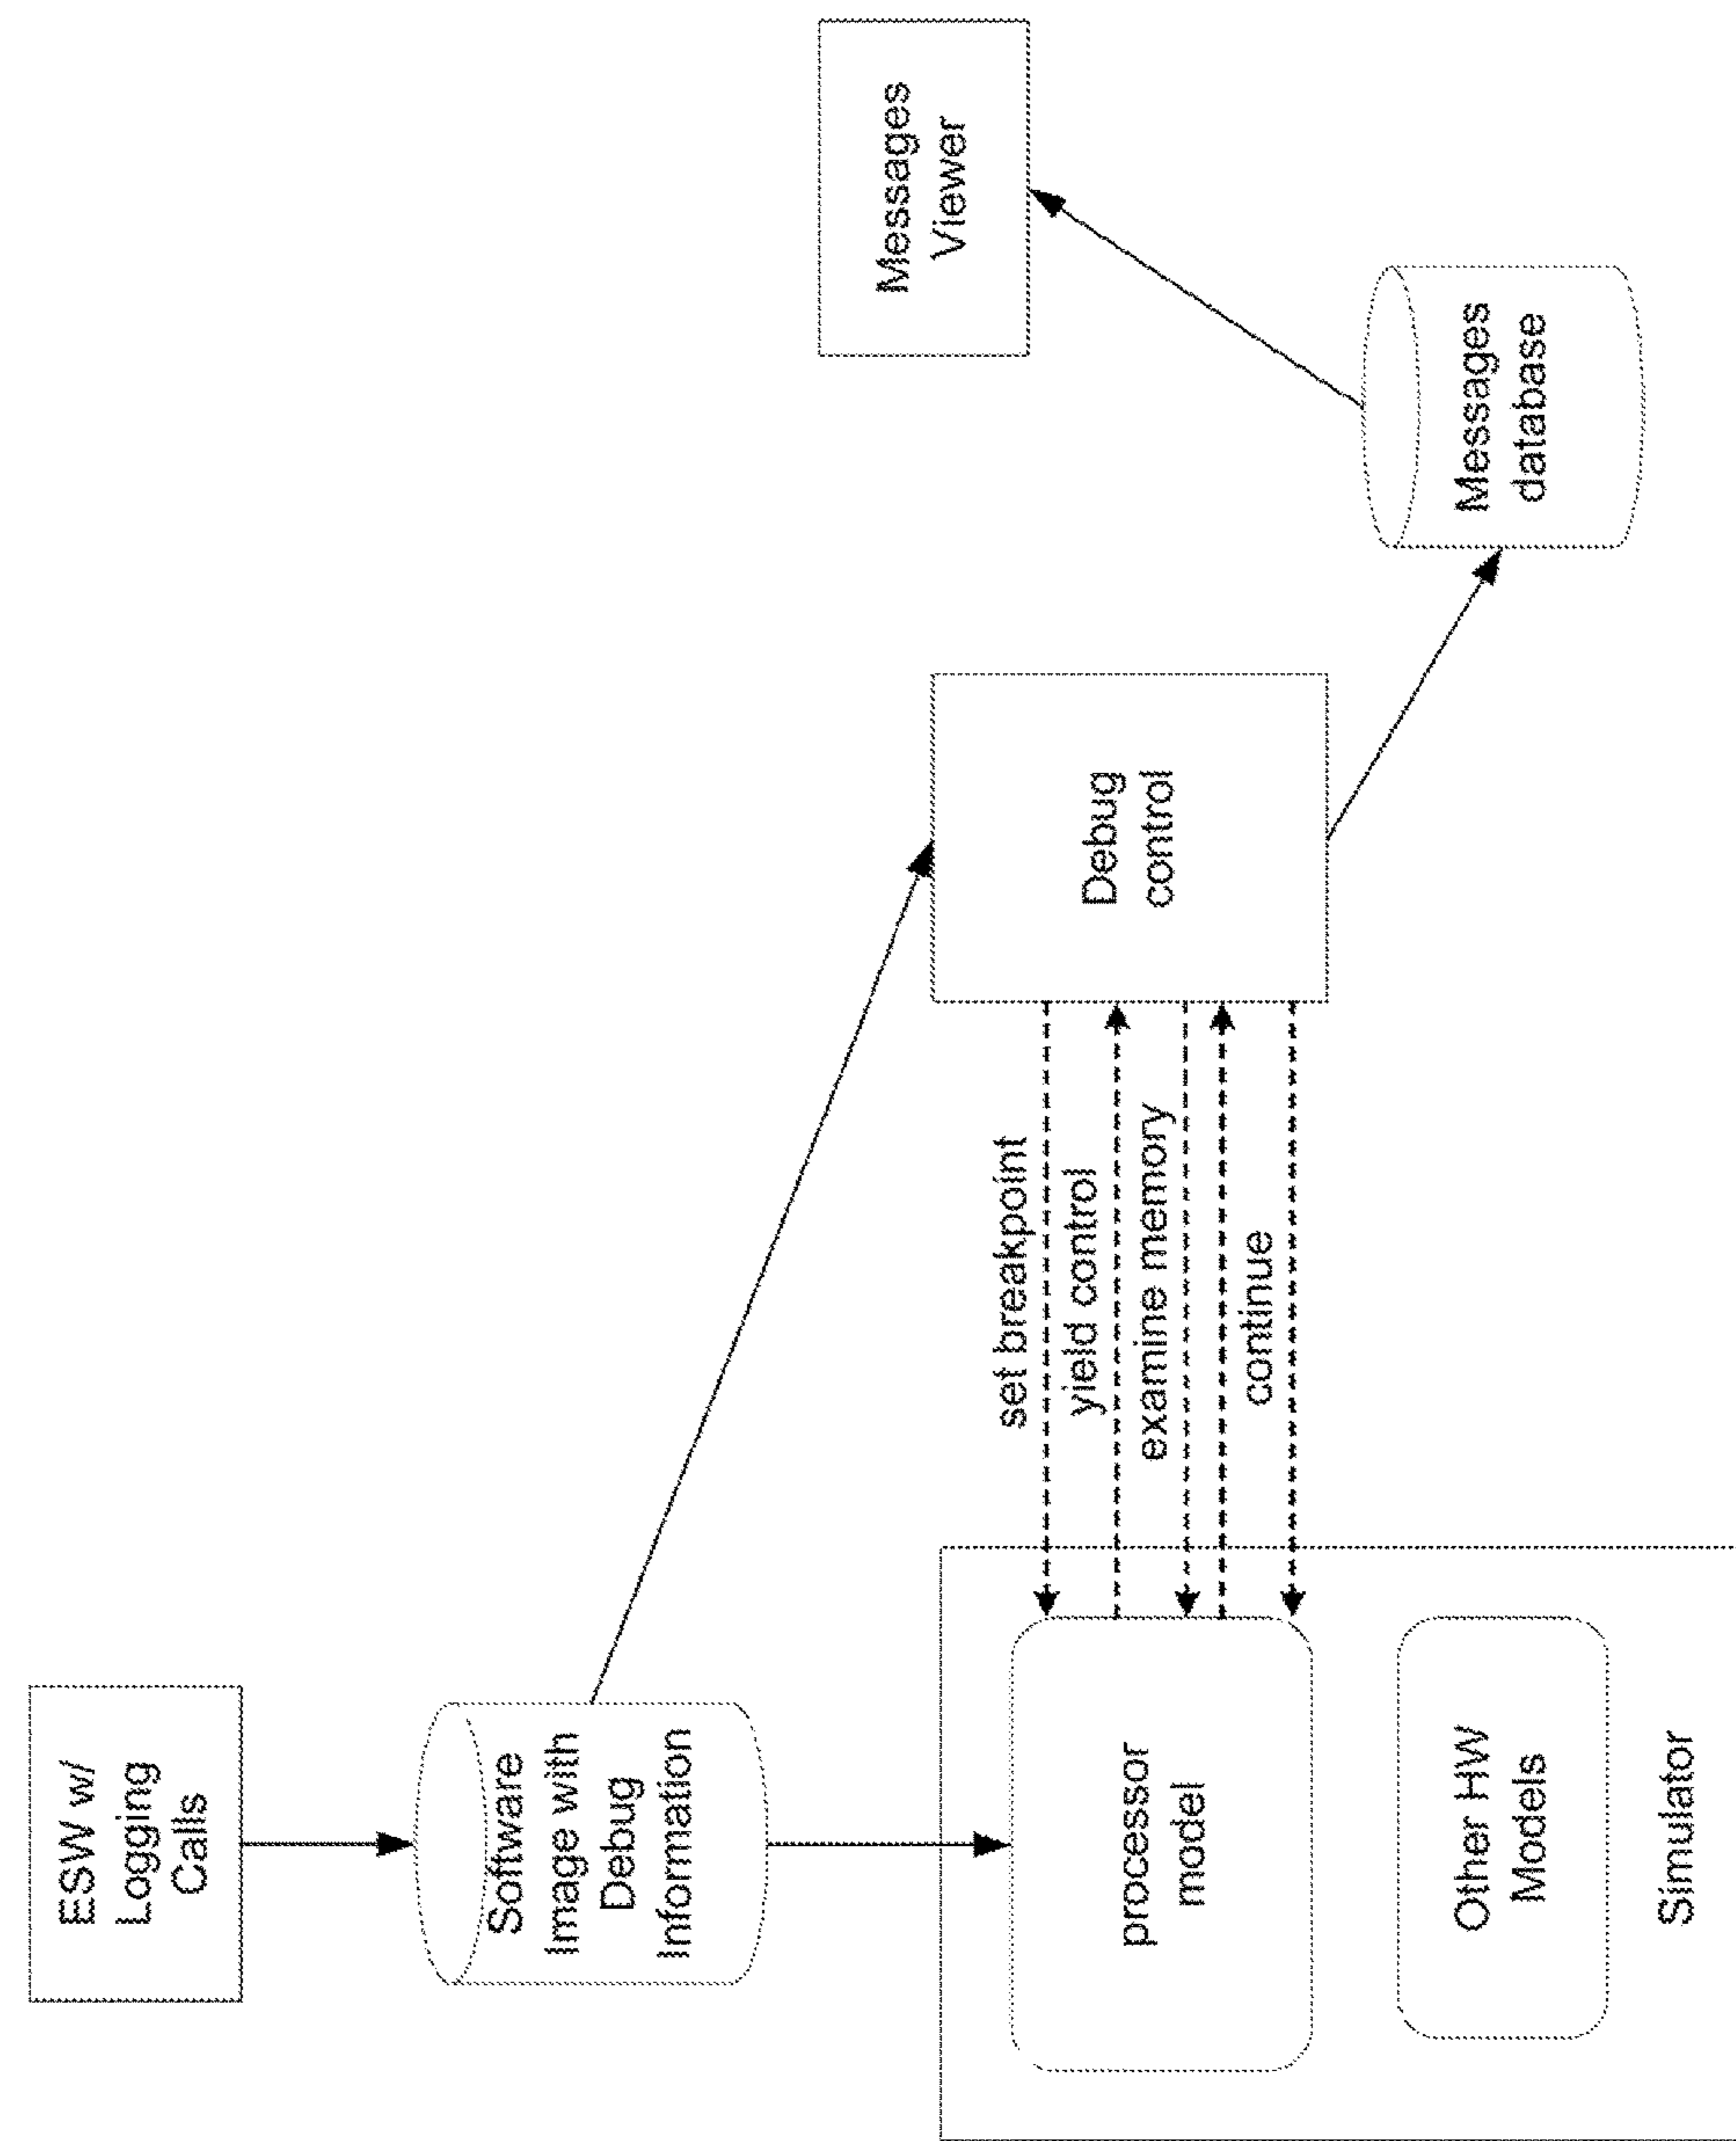 ESW w/
Logging
Calls
Software
Image with
Debug
Information
set breakpoint
yield control
examine memory
continue
Debug
control
processor
model
Other HW
Models
Simulator
Messages
Viewer
Messages
database